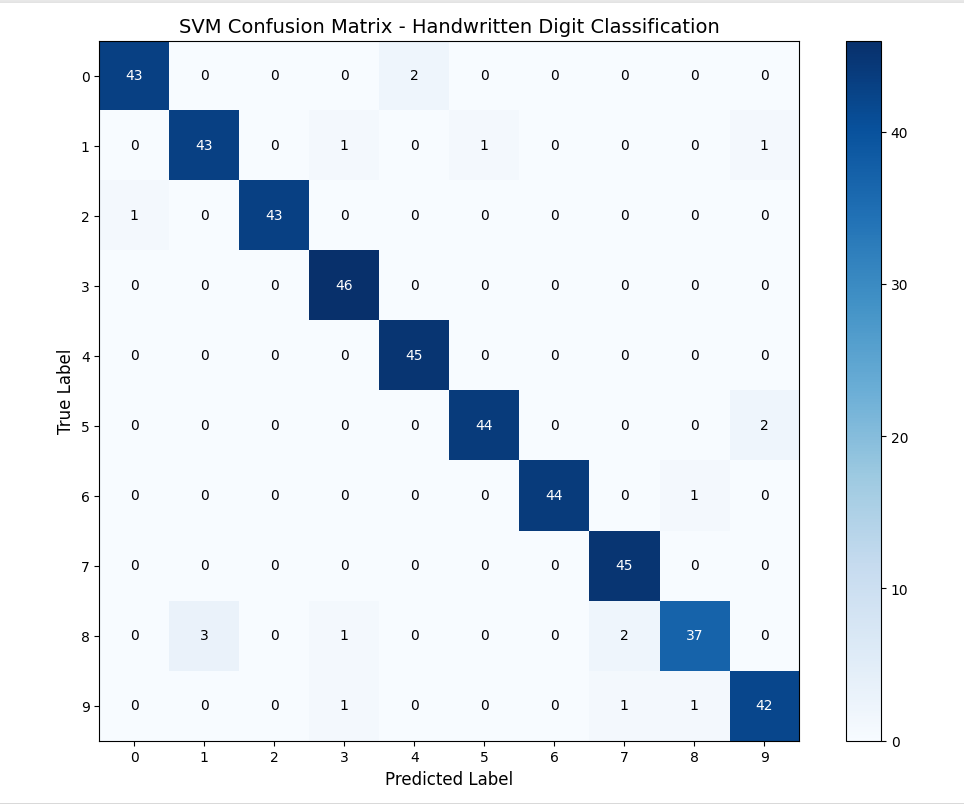 SVM Confusion Matrix - Handwritten Digit Classification
0 43 0 0 0 2 0 0 0 0 0
1 0 43 0 1 0 1 0 0 0 1
2 1 0 43 0 0 0 0 0 0 0
3 0 0 0 46 0 0 0 0 0 0
4 0 0 0 0 45 0 0 0 0 0
5 0 0 0 0 0 44 0 0 0 2
6 0 0 0 0 0 0 44 0 1 0
7 0 0 0 0 0 0 0 45 0 0
8 0 3 0 1 0 0 0 2 37 0
9 0 0 0 1 0 0 0 1 1 42
0 1 2 3 4 5 6 7 8 9
True Label
Predicted Label
40
30
20
10
0